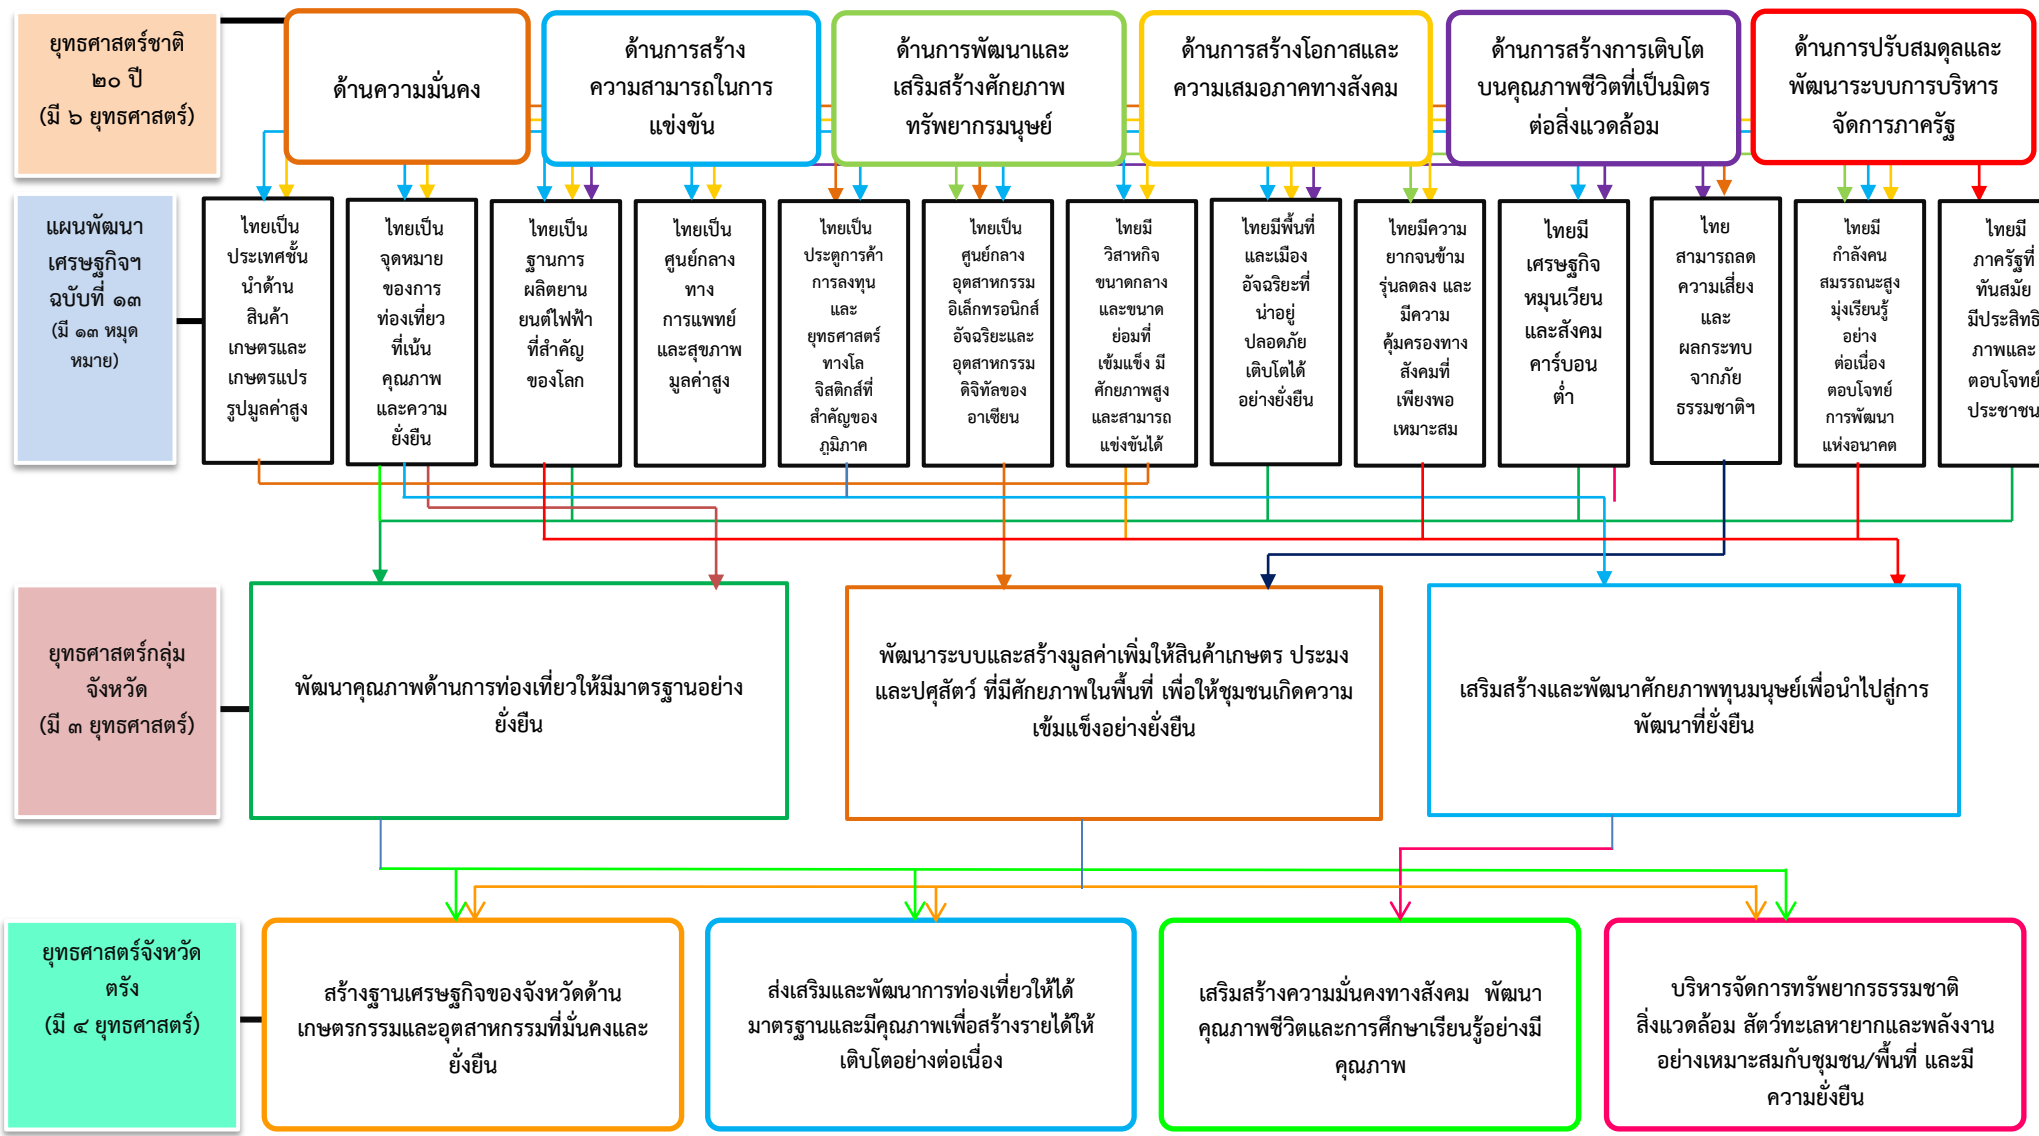 ยุทธศาสตร์ชาติ
๒๐ ปี
(มี ๖ ยุทธศาสตร์)
ด้านความมั่นคง
ด้านการสร้าง
ความสามารถในการ
แข่งขัน
ด้านการพัฒนาและ
เสริมสร้างศักยภาพ
ทรัพยากรมนุษย์
ด้านการสร้างโอกาสและ
ความเสมอภาคทางสังคม
ด้านการสร้างการเติบโต
บนคุณภาพชีวิตที่เป็นมิตร
ต่อสิ่งแวดล้อม
ด้านการปรับสมดุลและ
พัฒนาระบบการบริหาร
จัดการภาครัฐ
แผนพัฒนา
เศรษฐกิจฯ
ฉบับที่ ๑๓
(มี ๑๓ หมุด
หมาย)
ไทยเป็น
ประเทศชั้น
นำด้าน
สินค้า
เกษตรและ
เกษตรแปร
รูปมูลค่าสูง
ไทยเป็น
จุดหมาย
ของการ
ท่องเที่ยว
ที่เน้น
คุณภาพ
และความ
ยั่งยืน
ไทยเป็น
ฐานการ
ผลิตยาน
ยนต์ไฟฟ้า
ที่สำคัญ
ของโลก
ไทยเป็น
ศูนย์กลาง
ทาง
การแพทย์
และสุขภาพ
มูลค่าสูง
ไทยเป็น
ประตูการค้า
การลงทุน
และ
ยุทธศาสตร์
ทางโล
จิสติกส์ที่
สำคัญของ
ภูมิภาค
ไทยเป็น
ศูนย์กลาง
อุตสาหกรรม
อิเล็กทรอนิกส์
อัจฉริยะและ
อุตสาหกรรม
ดิจิทัลของ
อาเซียน
ไทยมี
วิสาหกิจ
ขนาดกลาง
และขนาด
ย่อมที่
เข้มแข็ง มี
ศักยภาพสูง
และสามารถ
แข่งขันได้
ไทยมีพื้นที่
และเมือง
อัจฉริยะที่
น่าอยู่
ปลอดภัย
เติบโตได้
อย่างยั่งยืน
ไทยมีความ
ยากจนข้าม
รุ่นลดลง และ
มีความ
คุ้มครองทาง
สังคมที่
เพียงพอ
เหมาะสม
ไทยมี
เศรษฐกิจ
หมุนเวียน
และสังคม
คาร์บอน
ต่ำ
ไทย
สามารถลด
ความเสี่ยง
และ
ผลกระทบ
จากภัย
ธรรมชาติฯ
ไทยมี
กำลังคน
สมรรถนะสูง
มุ่งเรียนรู้
อย่าง
ต่อเนื่อง
ตอบโจทย์
การพัฒนา
แห่งอนาคต
ไทยมี
ภาครัฐที่
ทันสมัย
มีประสิทธิ
ภาพและ
ตอบโจทย์
ประชาชน
ยุทธศาสตร์กลุ่ม
จังหวัด
(มี ๓ ยุทธศาสตร์)
พัฒนาคุณภาพด้านการท่องเที่ยวให้มีมาตรฐานอย่าง
ยั่งยืน
พัฒนาระบบและสร้างมูลค่าเพิ่มให้สินค้าเกษตร ประมง
และปศุสัตว์ ที่มีศักยภาพในพื้นที่ เพื่อให้ชุมชนเกิดความ
เข้มแข็งอย่างยั่งยืน
เสริมสร้างและพัฒนาศักยภาพทุนมนุษย์เพื่อนำไปสู่การ
พัฒนาที่ยั่งยืน
ยุทธศาสตร์จังหวัด
ตรัง
(มี ๔ ยุทธศาสตร์)
สร้างฐานเศรษฐกิจของจังหวัดด้าน
เกษตรกรรมและอุตสาหกรรมที่มั่นคงและ
ยั่งยืน
ส่งเสริมและพัฒนาการท่องเที่ยวให้ได้
มาตรฐานและมีคุณภาพเพื่อสร้างรายได้ให้
เติบโตอย่างต่อเนื่อง
เสริมสร้างความมั่นคงทางสังคม พัฒนา
คุณภาพชีวิตและการศึกษาเรียนรู้อย่างมี
คุณภาพ
บริหารจัดการทรัพยากรธรรมชาติ
สิ่งแวดล้อม สัตว์ทะเลหายากและพลังงาน
อย่างเหมาะสมกับชุมชน/พื้นที่ และมี
ความยั่งยืน